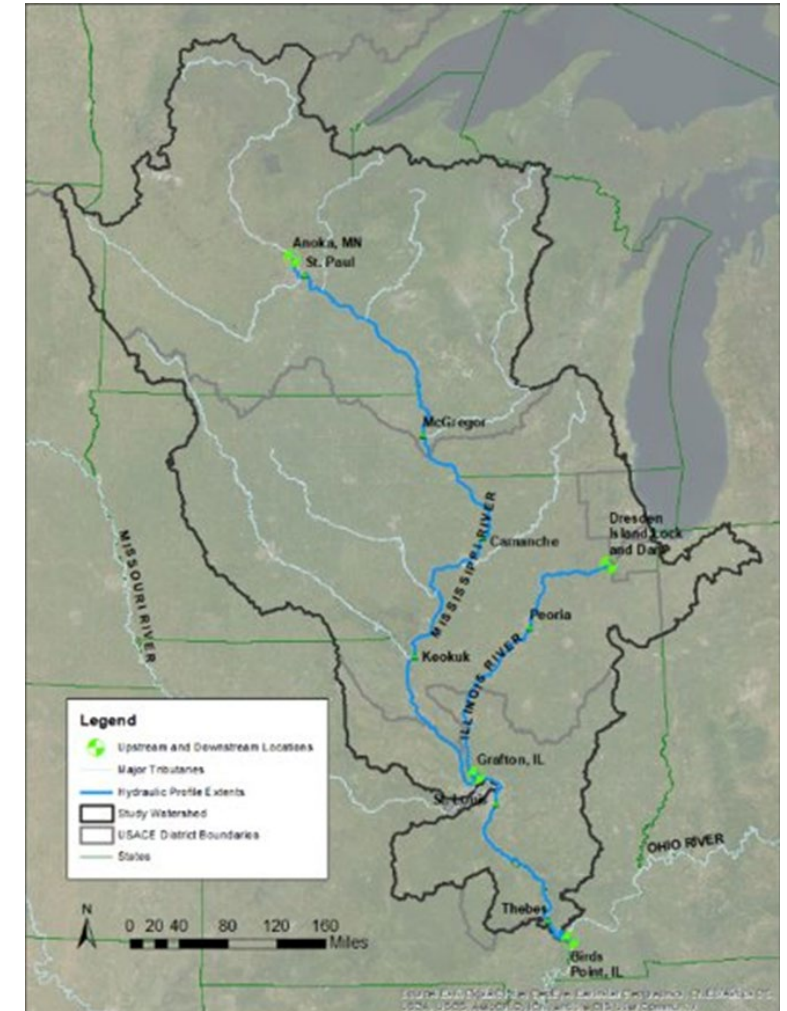 Anoka, MN
St. Paul
McGregor
MISSISSIPPI RIVER
Camanche
Dresden
Island Lock
and Dam
MISSOURI RIVER
Peoria
ILLINOIS RIVER
Keokuk
Legend
Upstream and Downstream Locations
Major Tributaries
Hydraulic Profile Extents
Study Watershed
USACE District Boundaries
States
Grafton, IL
St. Louis
OHIO RIVER
Thebes
Birds
Point, IL
N
0 20 40 80 120 160
Miles